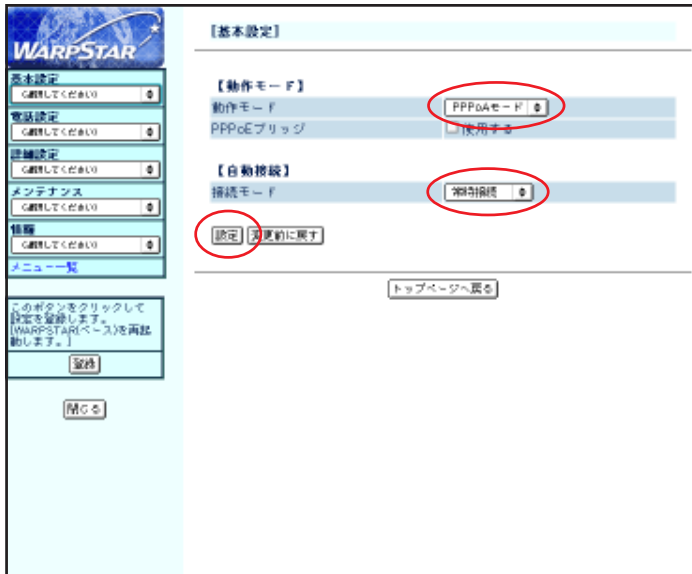 WARPSTAR
基本設定
(選択してください)
電話設定
(選択してください)
詳細設定
(選択してください)
メンテナンス
(選択してください)
情報
(選択してください)
メニュー一覧
このボタンをクリックして
設定を登録します。
[WARPSTAR(ベース)を再起
動します。]
登録
閉じる
[基本設定]
【動作モード】
動作モード PPPoAモード
PPPoEブリッジ 使用する
【自動接続】
接続モード 常時接続
設定 変更前に戻す
トップページへ戻る